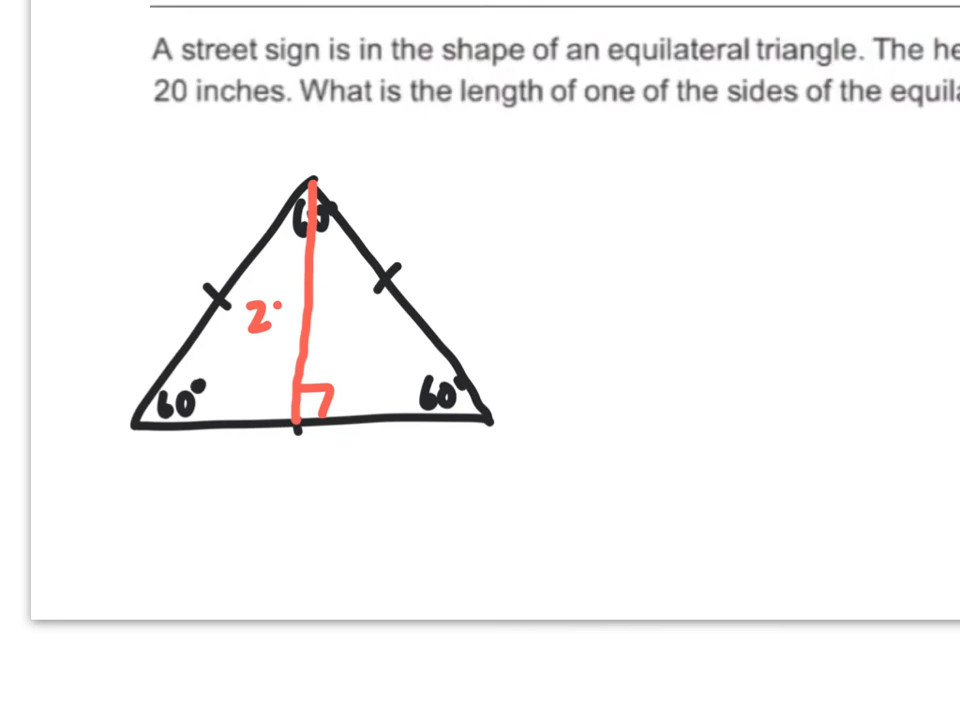 A street sign is in the shape of an equilateral triangle. The he
20 inches. What is the length of one of the sides of the equila
60°
60°